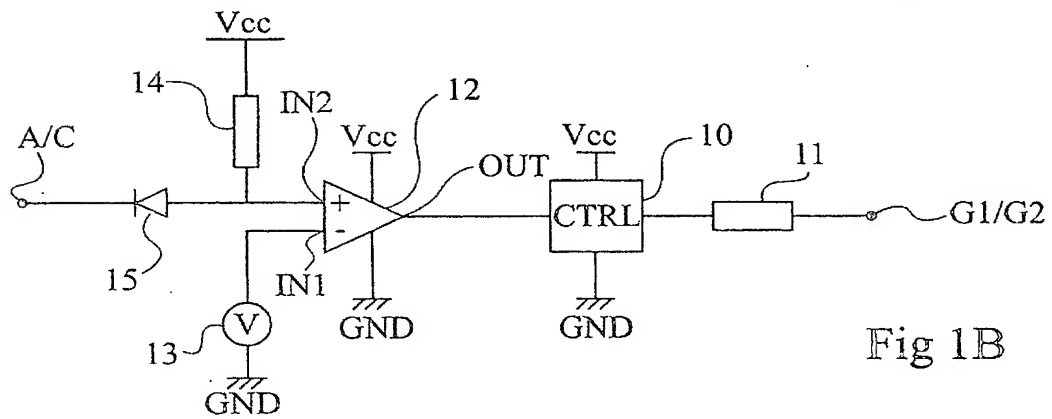 Vcc
14
IN2
12
A/C
Vcc
OUT
Vcc
10
11
+
-
CTRL
G1/G2
15
IN1
13
V
GND
GND
GND
Fig 1B